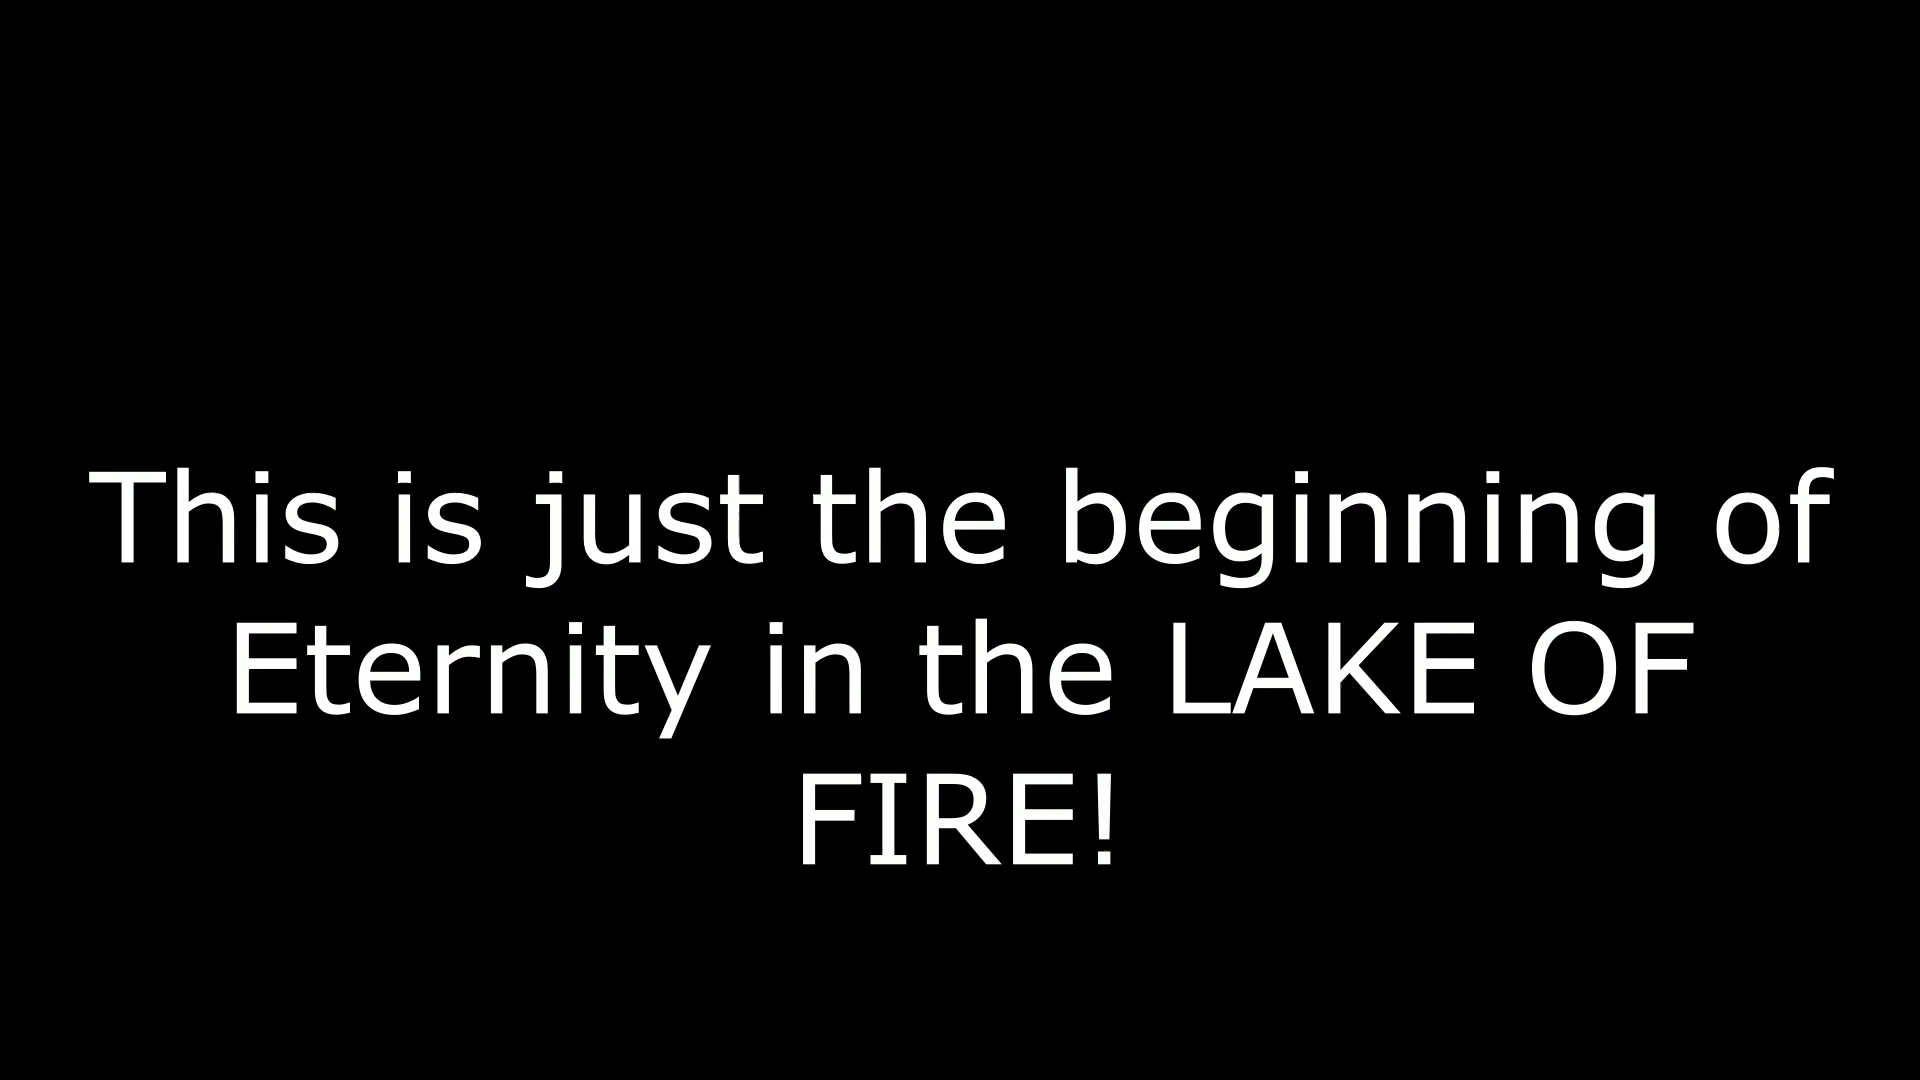 This is just the beginning of
Eternity in the LAKE OF
FIRE!